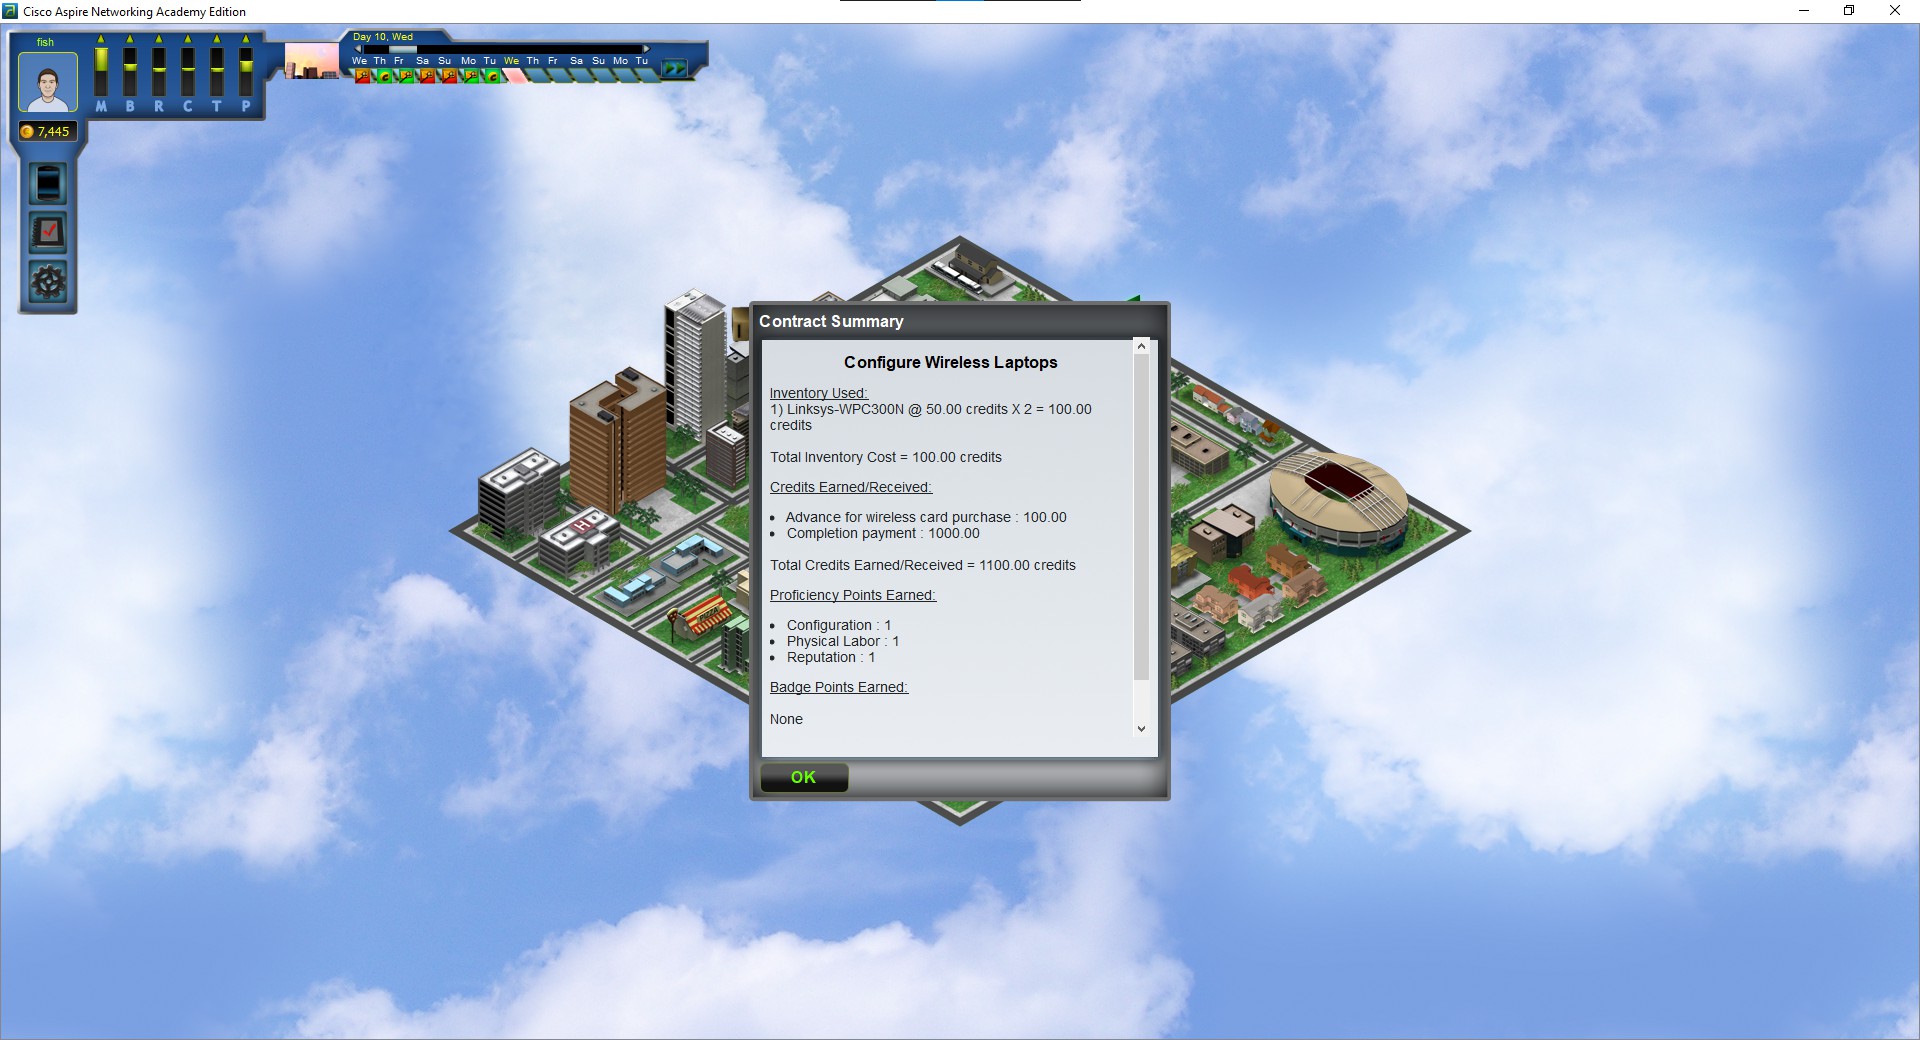 Cisco Aspire Networking Academy Edition
fish
M B R C T P
7,445
Day 10, Wed
We Th Fr Sa Su Mo Tu We Th Fr Sa Su Mo Tu
Contract Summary
Configure Wireless Laptops
Inventory Used:
1) Linksys-WPC300N @ 50.00 credits X 2 = 100.00
credits
Total Inventory Cost = 100.00 credits
Credits Earned/Received:
• Advance for wireless card purchase : 100.00
• Completion payment : 1000.00
Total Credits Earned/Received = 1100.00 credits
Proficiency Points Earned:
• Configuration : 1
• Physical Labor : 1
• Reputation : 1
Badge Points Earned:
None
OK
H
PIZZA